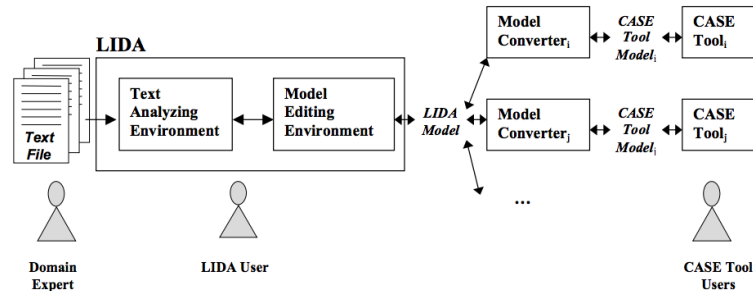 LIDA
Text
File
Text
Analyzing
Environment
Model
Editing
Environment
LIDA
Model
Model
Converterᵢ
CASE
Tool
Modelᵢ
CASE
Toolᵢ
Model
Converterⱼ
CASE
Tool
Modelᵢ
CASE
Toolⱼ
...
Domain
Expert
LIDA User
CASE Tool
Users